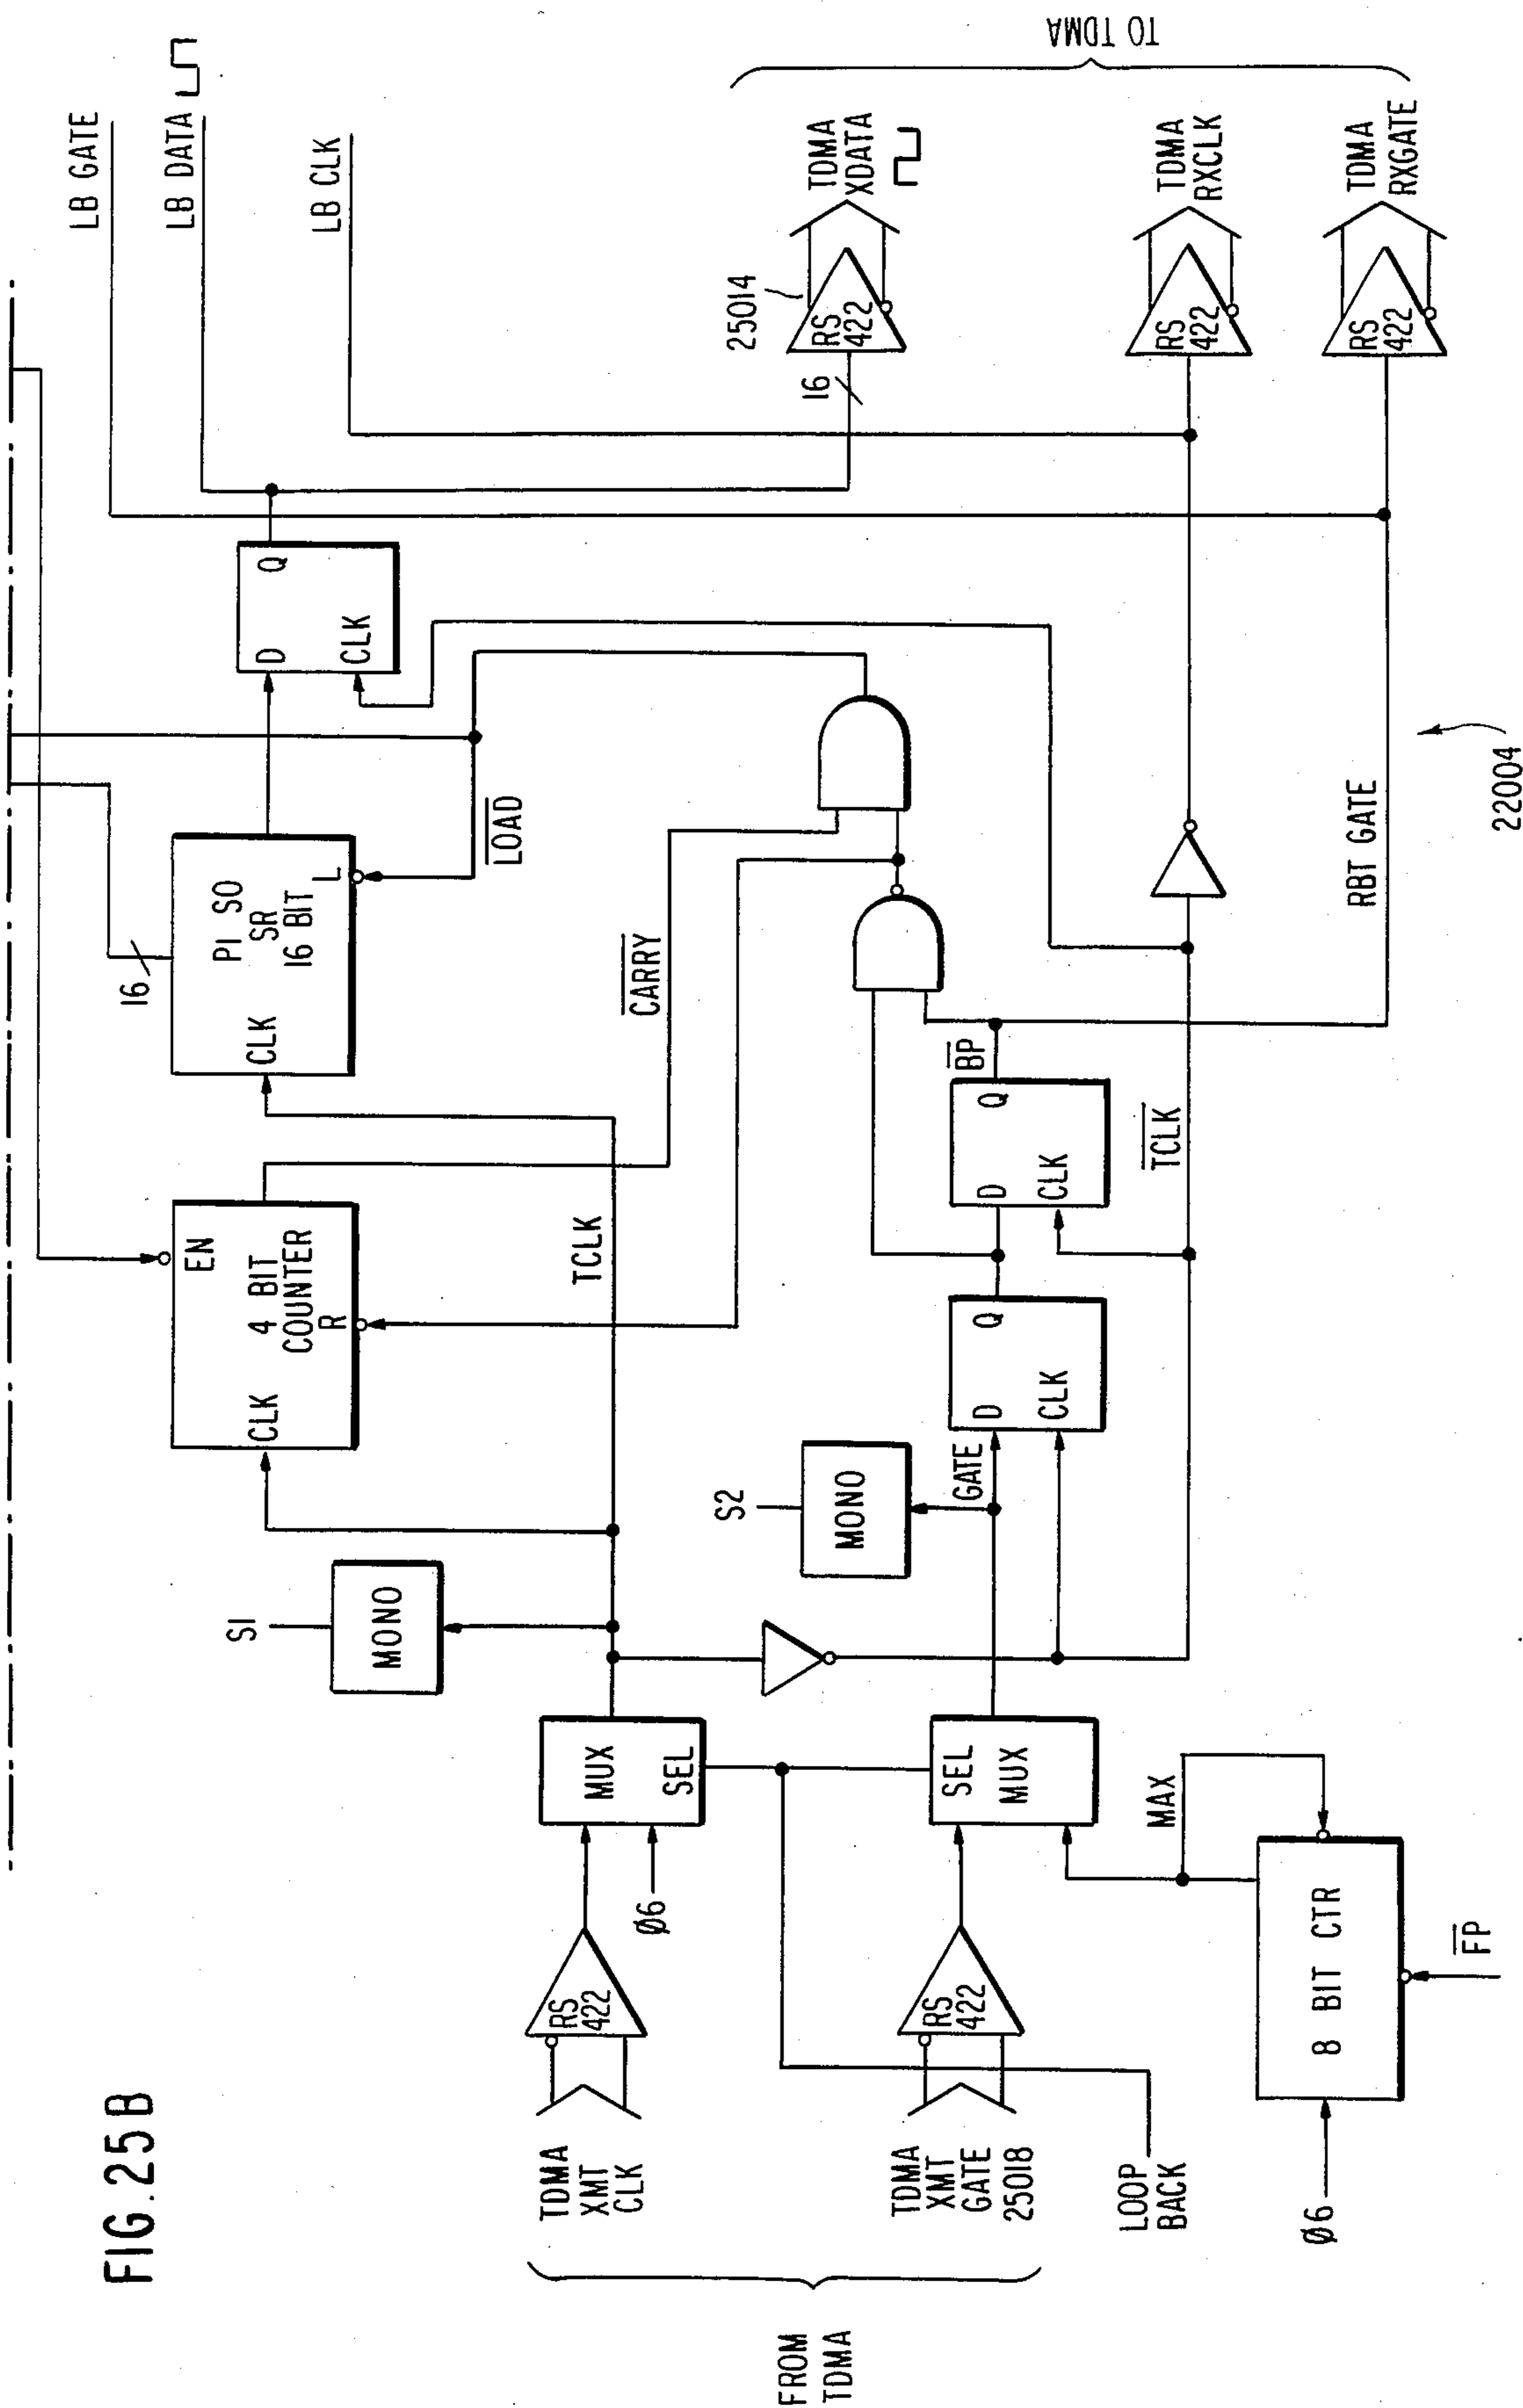 FIG. 25B
FROM
TDMA
TDMA
XMT
CLK
RS
422
Ø6
MUX
SEL
TDMA
XMT
GATE
25018
RS
422
LOOP
BACK
SEL
MUX
MAX
Ø6
8 BIT CTR
FP
S1
MONO
S2
MONO
GATE
TCLK
EN
4 BIT
COUNTER
R
CLK
D
Q
CLK
D
Q
CLK
BP
TCLK
CARRY
16
PI SO
SR
16 BIT
L
CLK
LOAD
D
Q
CLK
LB GATE
LB DATA
LB CLK
16
25014
RS
422
TDMA
XDATA
RS
422
TDMA
RXCLK
RS
422
TDMA
RXGATE
RBT GATE
TO TDMA
22004